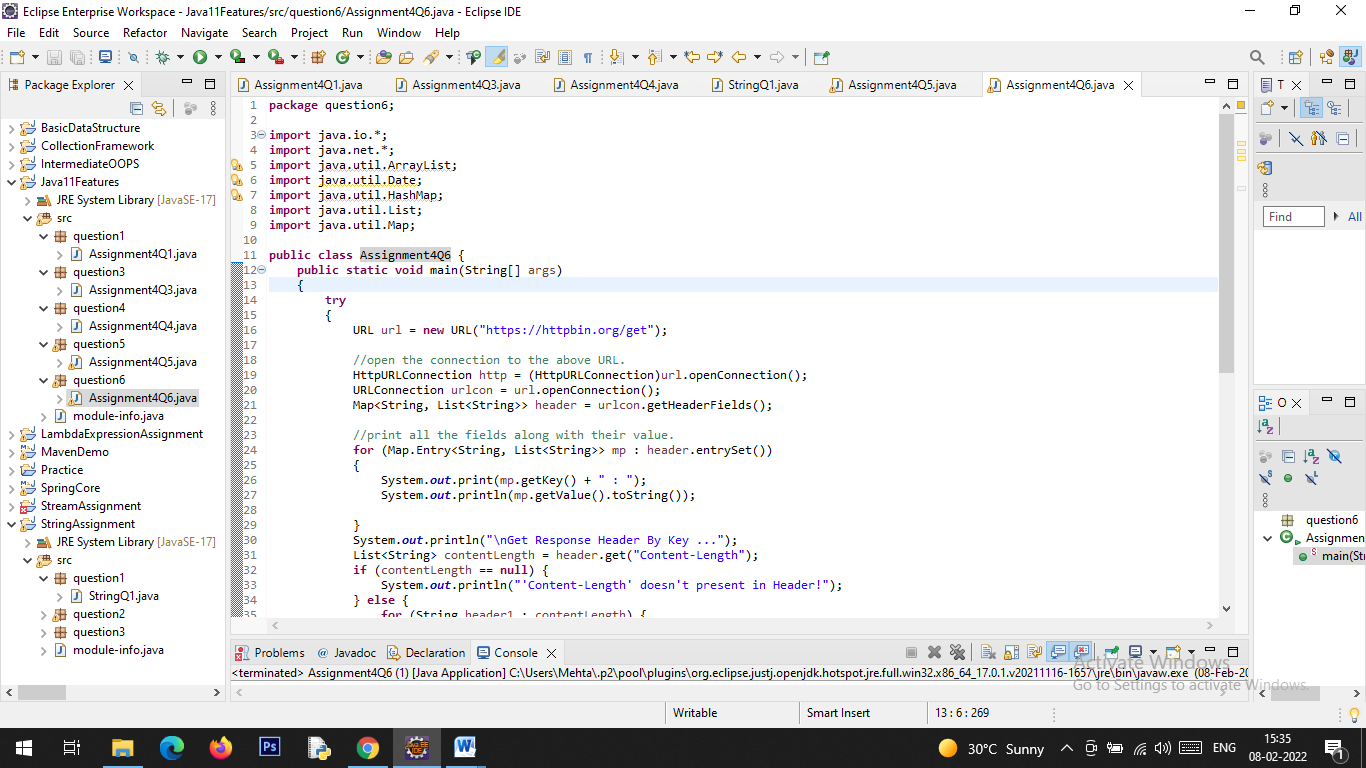 Eclipse Enterprise Workspace - Java11Features/src/question6/Assignment4Q6.java - Eclipse IDE
File Edit Source Refactor Navigate Search Project Run Window Help
Package Explorer
BasicDataStructure
CollectionFramework
IntermediateOOPS
Java11Features
JRE System Library [JavaSE-17]
src
question1
Assignment4Q1.java
question3
Assignment4Q3.java
question4
Assignment4Q4.java
question5
Assignment4Q5.java
question6
Assignment4Q6.java
module-info.java
LambdaExpressionAssignment
MavenDemo
Practice
SpringCore
StreamAssignment
StringAssignment
JRE System Library [JavaSE-17]
src
question1
StringQ1.java
question2
question3
module-info.java
Assignment4Q1.java Assignment4Q3.java Assignment4Q4.java StringQ1.java Assignment4Q5.java Assignment4Q6.java
1 package question6;
2
3 import java.io.*;
4 import java.net.*;
5 import java.util.ArrayList;
6 import java.util.Date;
7 import java.util.HashMap;
8 import java.util.List;
9 import java.util.Map;
10
11 public class Assignment4Q6 {
12 public static void main(String[] args)
13 {
14 try
15 {
16 URL url = new URL("https://httpbin.org/get");
17
18 //open the connection to the above URL.
19 HttpURLConnection http = (HttpURLConnection)url.openConnection();
20 URLConnection urlcon = url.openConnection();
21 Map<String, List<String>> header = urlcon.getHeaderFields();
22
23 //print all the fields along with their value.
24 for (Map.Entry<String, List<String>> mp : header.entrySet())
25 {
26 System.out.print(mp.getKey() + " : ");
27 System.out.println(mp.getValue().toString());
28
29 }
30 System.out.println("\nGet Response Header By Key ...");
31 List<String> contentLength = header.get("Content-Length");
32 if (contentLength == null) {
33 System.out.println("'Content-Length' doesn't present in Header!");
34 } else {
35 for (String header1 : contentLength) {
T
Find All
O
question6
Assignmen
main(Str
Problems @ Javadoc Declaration Console
<terminated> Assignment4Q6 (1) [Java Application] C:\Users\Mehta\.p2\pool\plugins\org.eclipse.justj.openjdk.hotspot.jre.full.win32.x86_64_17.0.1.v20211116-1657\jre\bin\javaw.exe (08-Feb-20
Activate Windows
Go to Settings to activate Windows.
Writable Smart Insert 13 : 6 : 269
Ps W 30°C Sunny ENG 15:35
08-02-2022
1